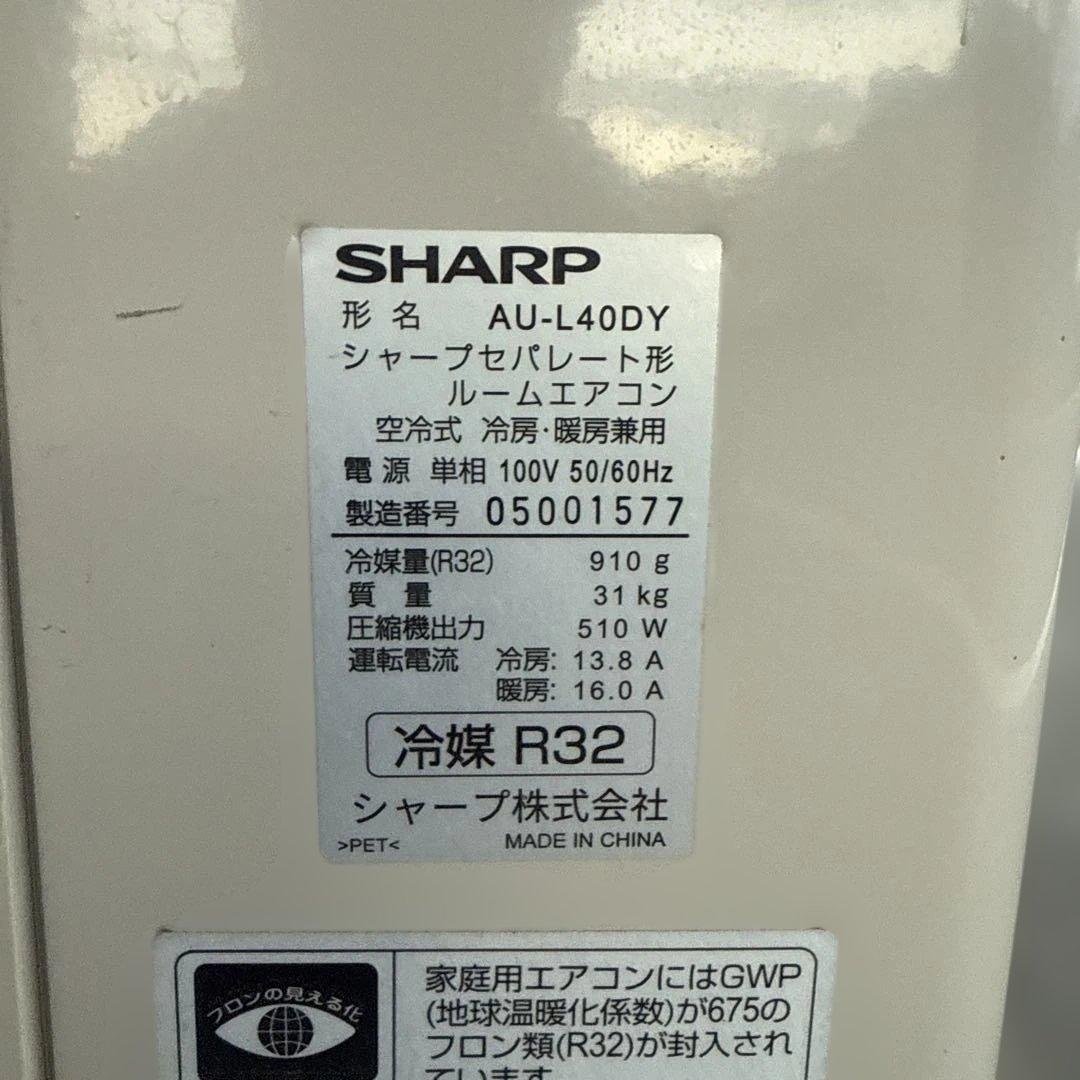 SHARP
形名 AU-L40DY
シャープセパレート形
ルームエアコン
空冷式 冷房・暖房兼用
電源 単相 100V 50/60Hz
製造番号 05001577
冷媒量(R32) 910 g
質量 31 kg
圧縮機出力 510 W
運転電流 冷房: 13.8 A
暖房: 16.0 A
冷媒 R32
シャープ株式会社
>PET< MADE IN CHINA
フロンの見える化
家庭用エアコンにはGWP
(地球温暖化係数)が675の
フロン類(R32)が封入され
ています